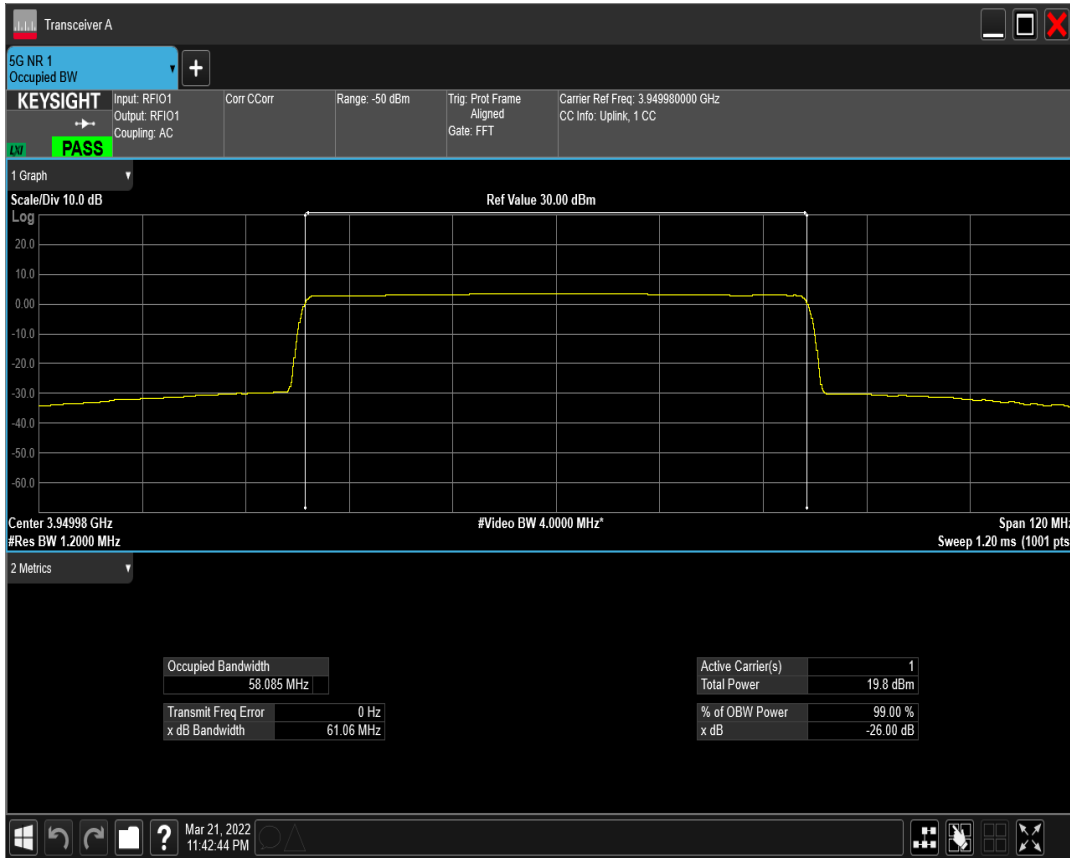 Transceiver A
5G NR 1
Occupied BW
+
KEYSIGHT
LXI
PASS
Input: RFIO1
Output: RFIO1
Coupling: AC
Corr CCorr
Range: -50 dBm
Trig: Prot Frame
Aligned
Gate: FFT
Carrier Ref Freq: 3.949980000 GHz
CC Info: Uplink, 1 CC
1 Graph
Scale/Div 10.0 dB
Ref Value 30.00 dBm
Log
20.0
10.0
0.00
-10.0
-20.0
-30.0
-40.0
-50.0
-60.0
Center 3.94998 GHz
#Video BW 4.0000 MHz*
Span 120 MHz
#Res BW 1.2000 MHz
Sweep 1.20 ms (1001 pts
2 Metrics
Occupied Bandwidth
58.085 MHz
Transmit Freq Error 0 Hz
x dB Bandwidth 61.06 MHz
Active Carrier(s) 1
Total Power 19.8 dBm
% of OBW Power 99.00 %
x dB -26.00 dB
?
Mar 21, 2022
11:42:44 PM